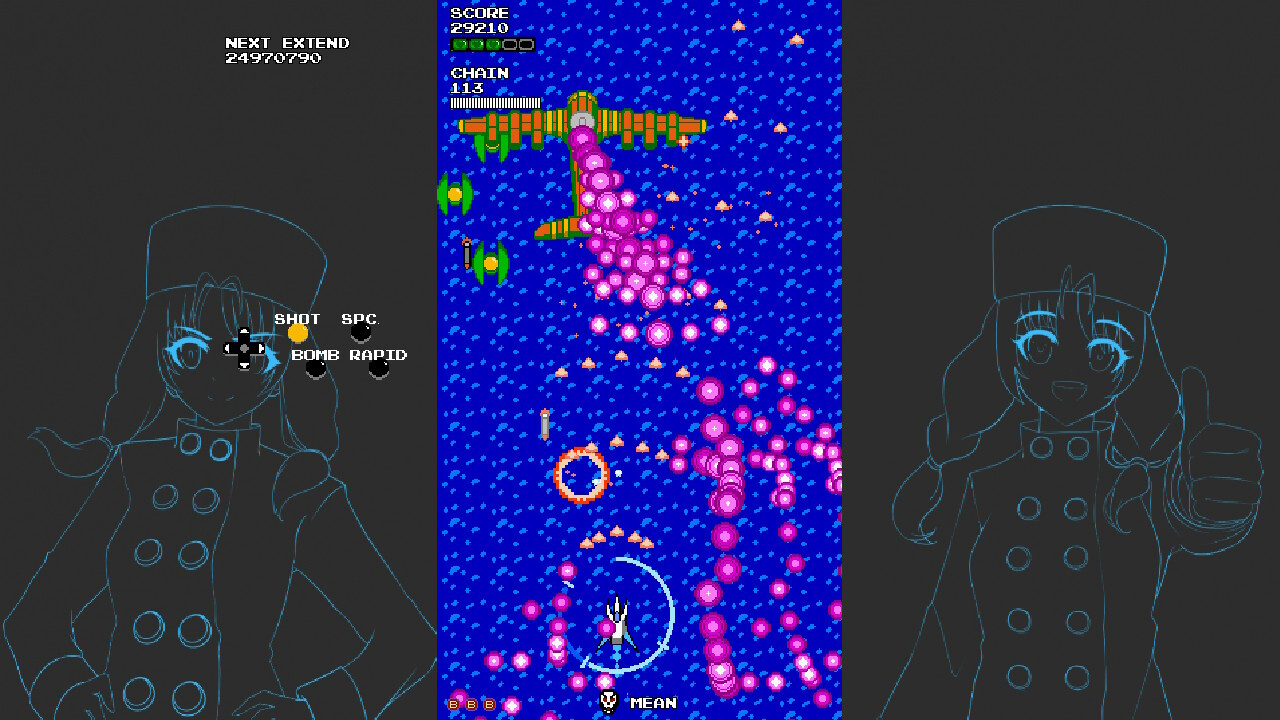 NEXT EXTEND
24970790
SCORE
29210
CHAIN
113
SHOT SPC.
BOMB RAPID
B B B
MEAN